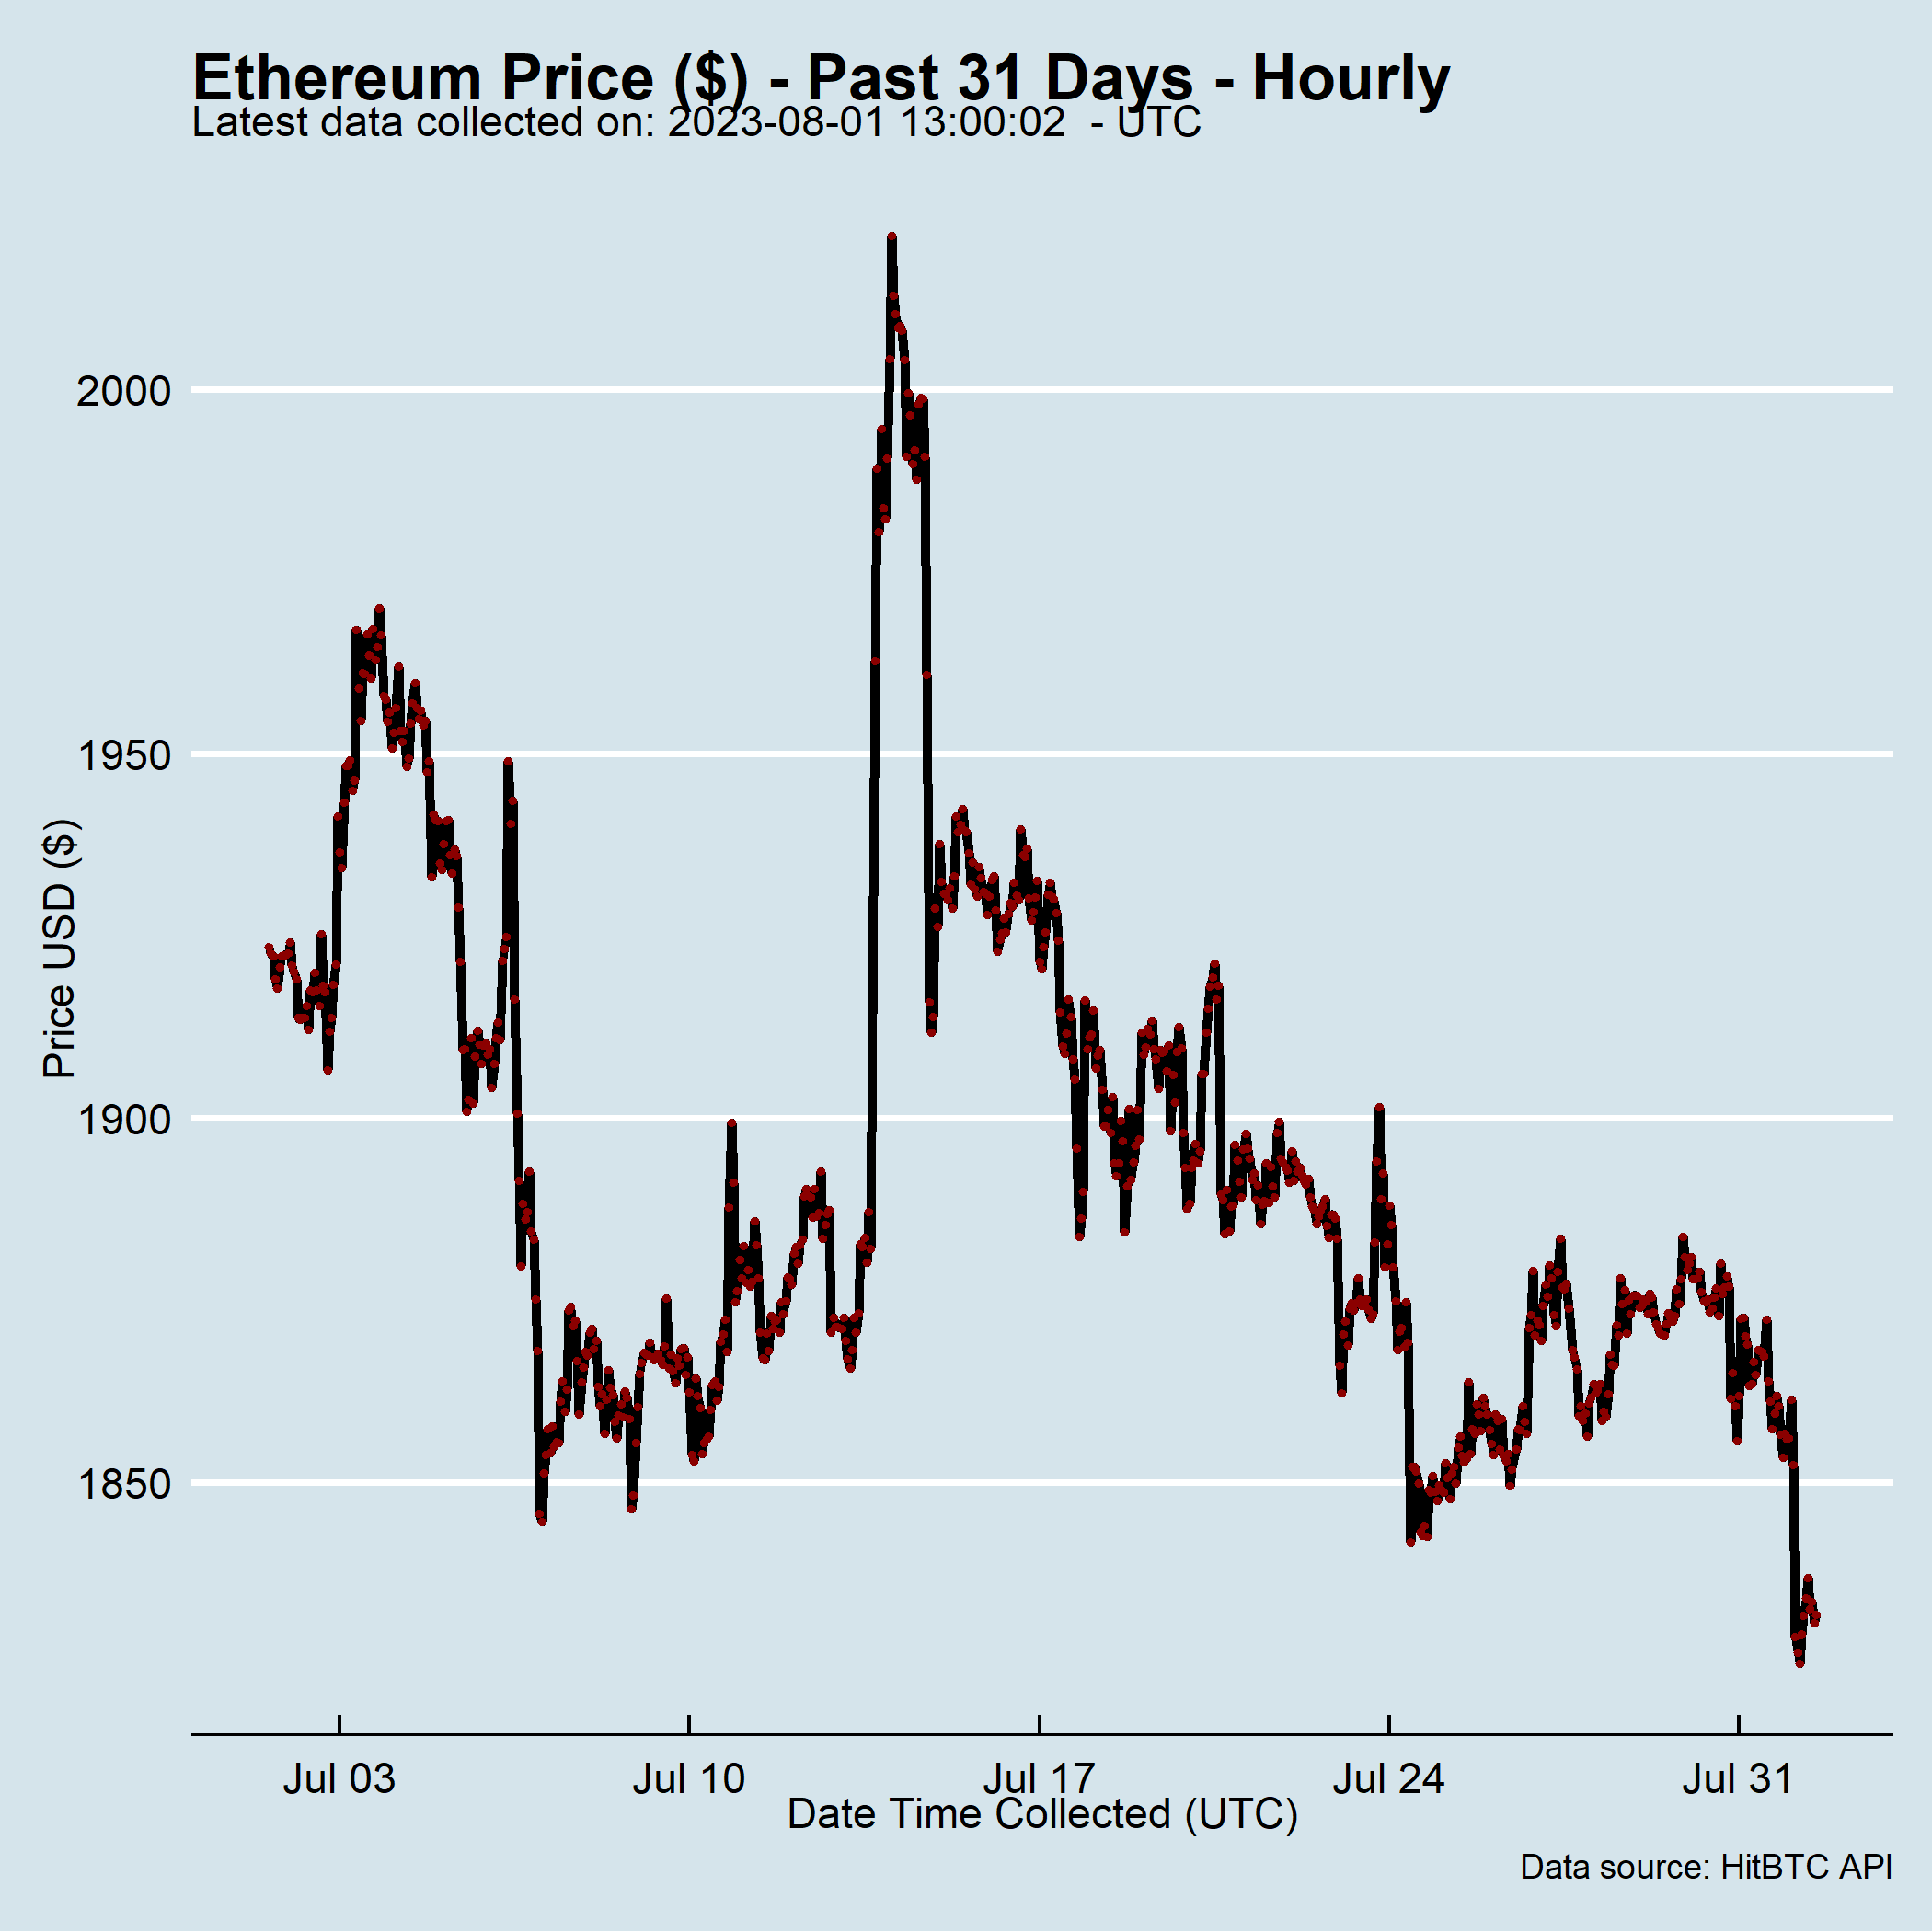 Ethereum Price ($) - Past 31 Days - Hourly
Latest data collected on: 2023-08-01 13:00:02  - UTC
2000
1950
1900
1850
Price USD ($)
Jul 03 Jul 10 Jul 17 Jul 24 Jul 31
Date Time Collected (UTC)
Data source: HitBTC API